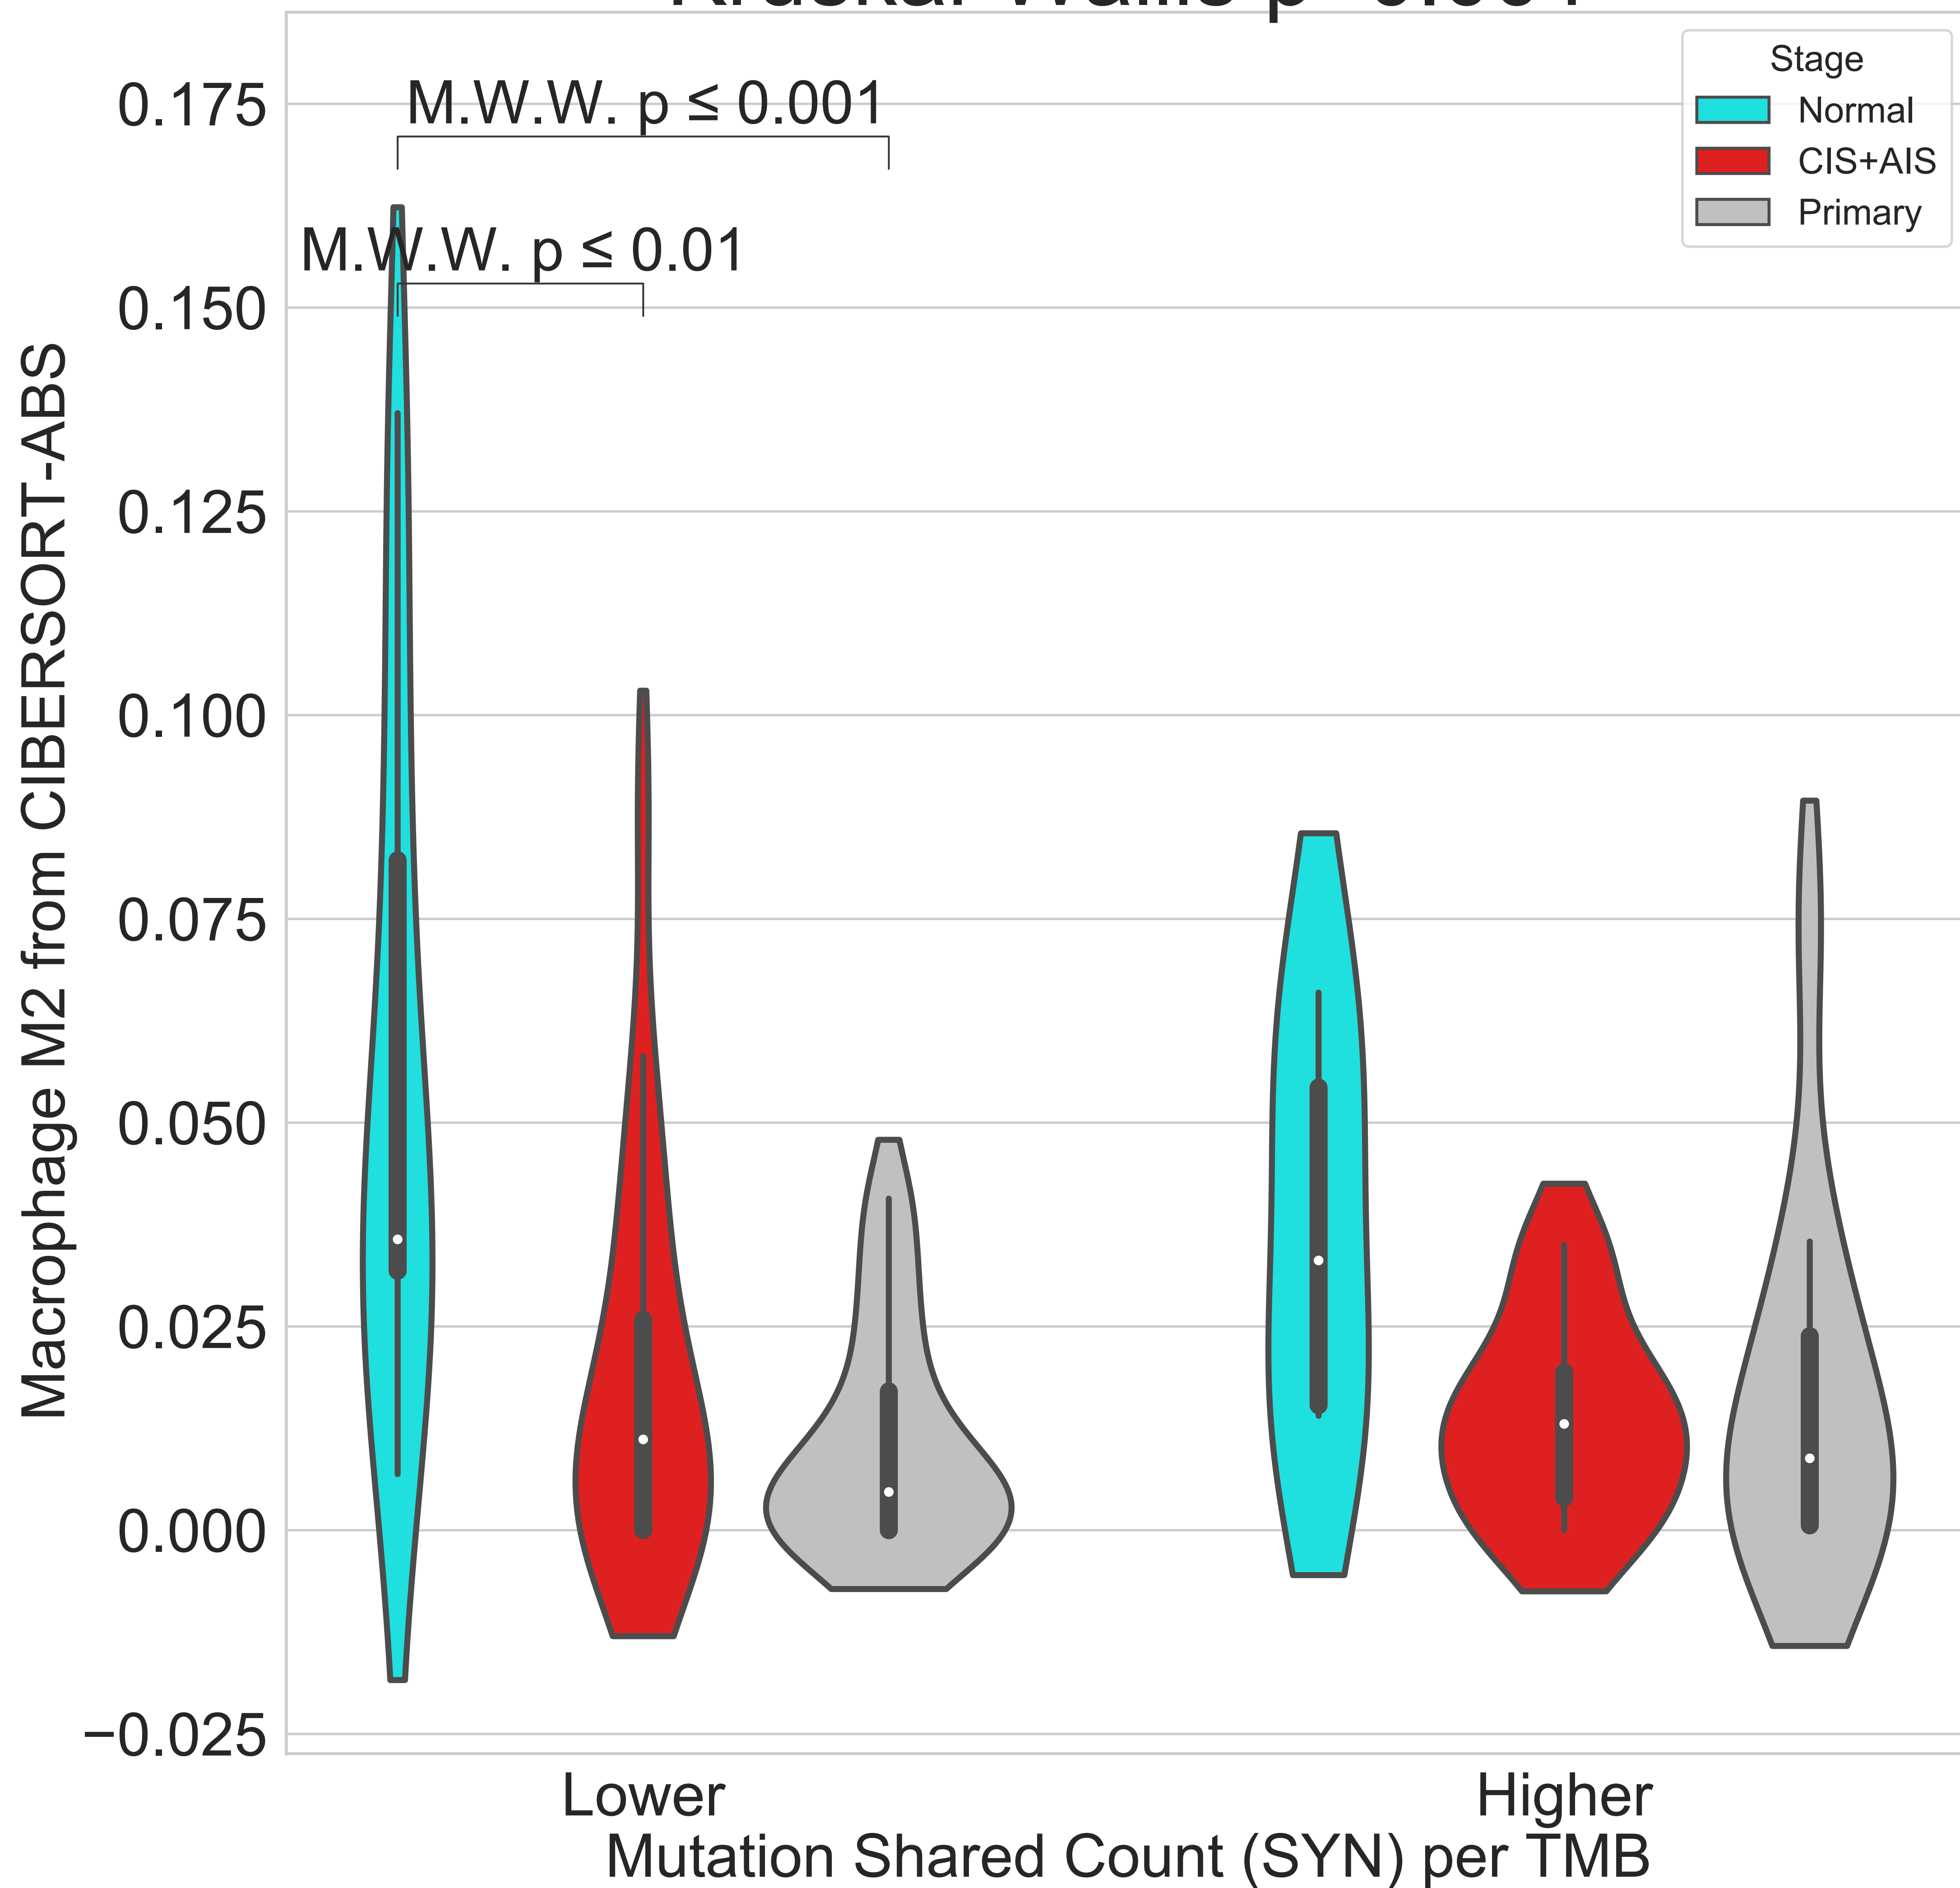 0.175
0.150
0.125
0.100
0.075
0.050
0.025
0.000
−0.025
Macrophage M2 from CIBERSORT-ABS
M.W.W. p ≤ 0.001
M.W.W. p ≤ 0.01
Stage
Normal
CIS+AIS
Primary
Lower
Higher
Mutation Shared Count (SYN) per TMB